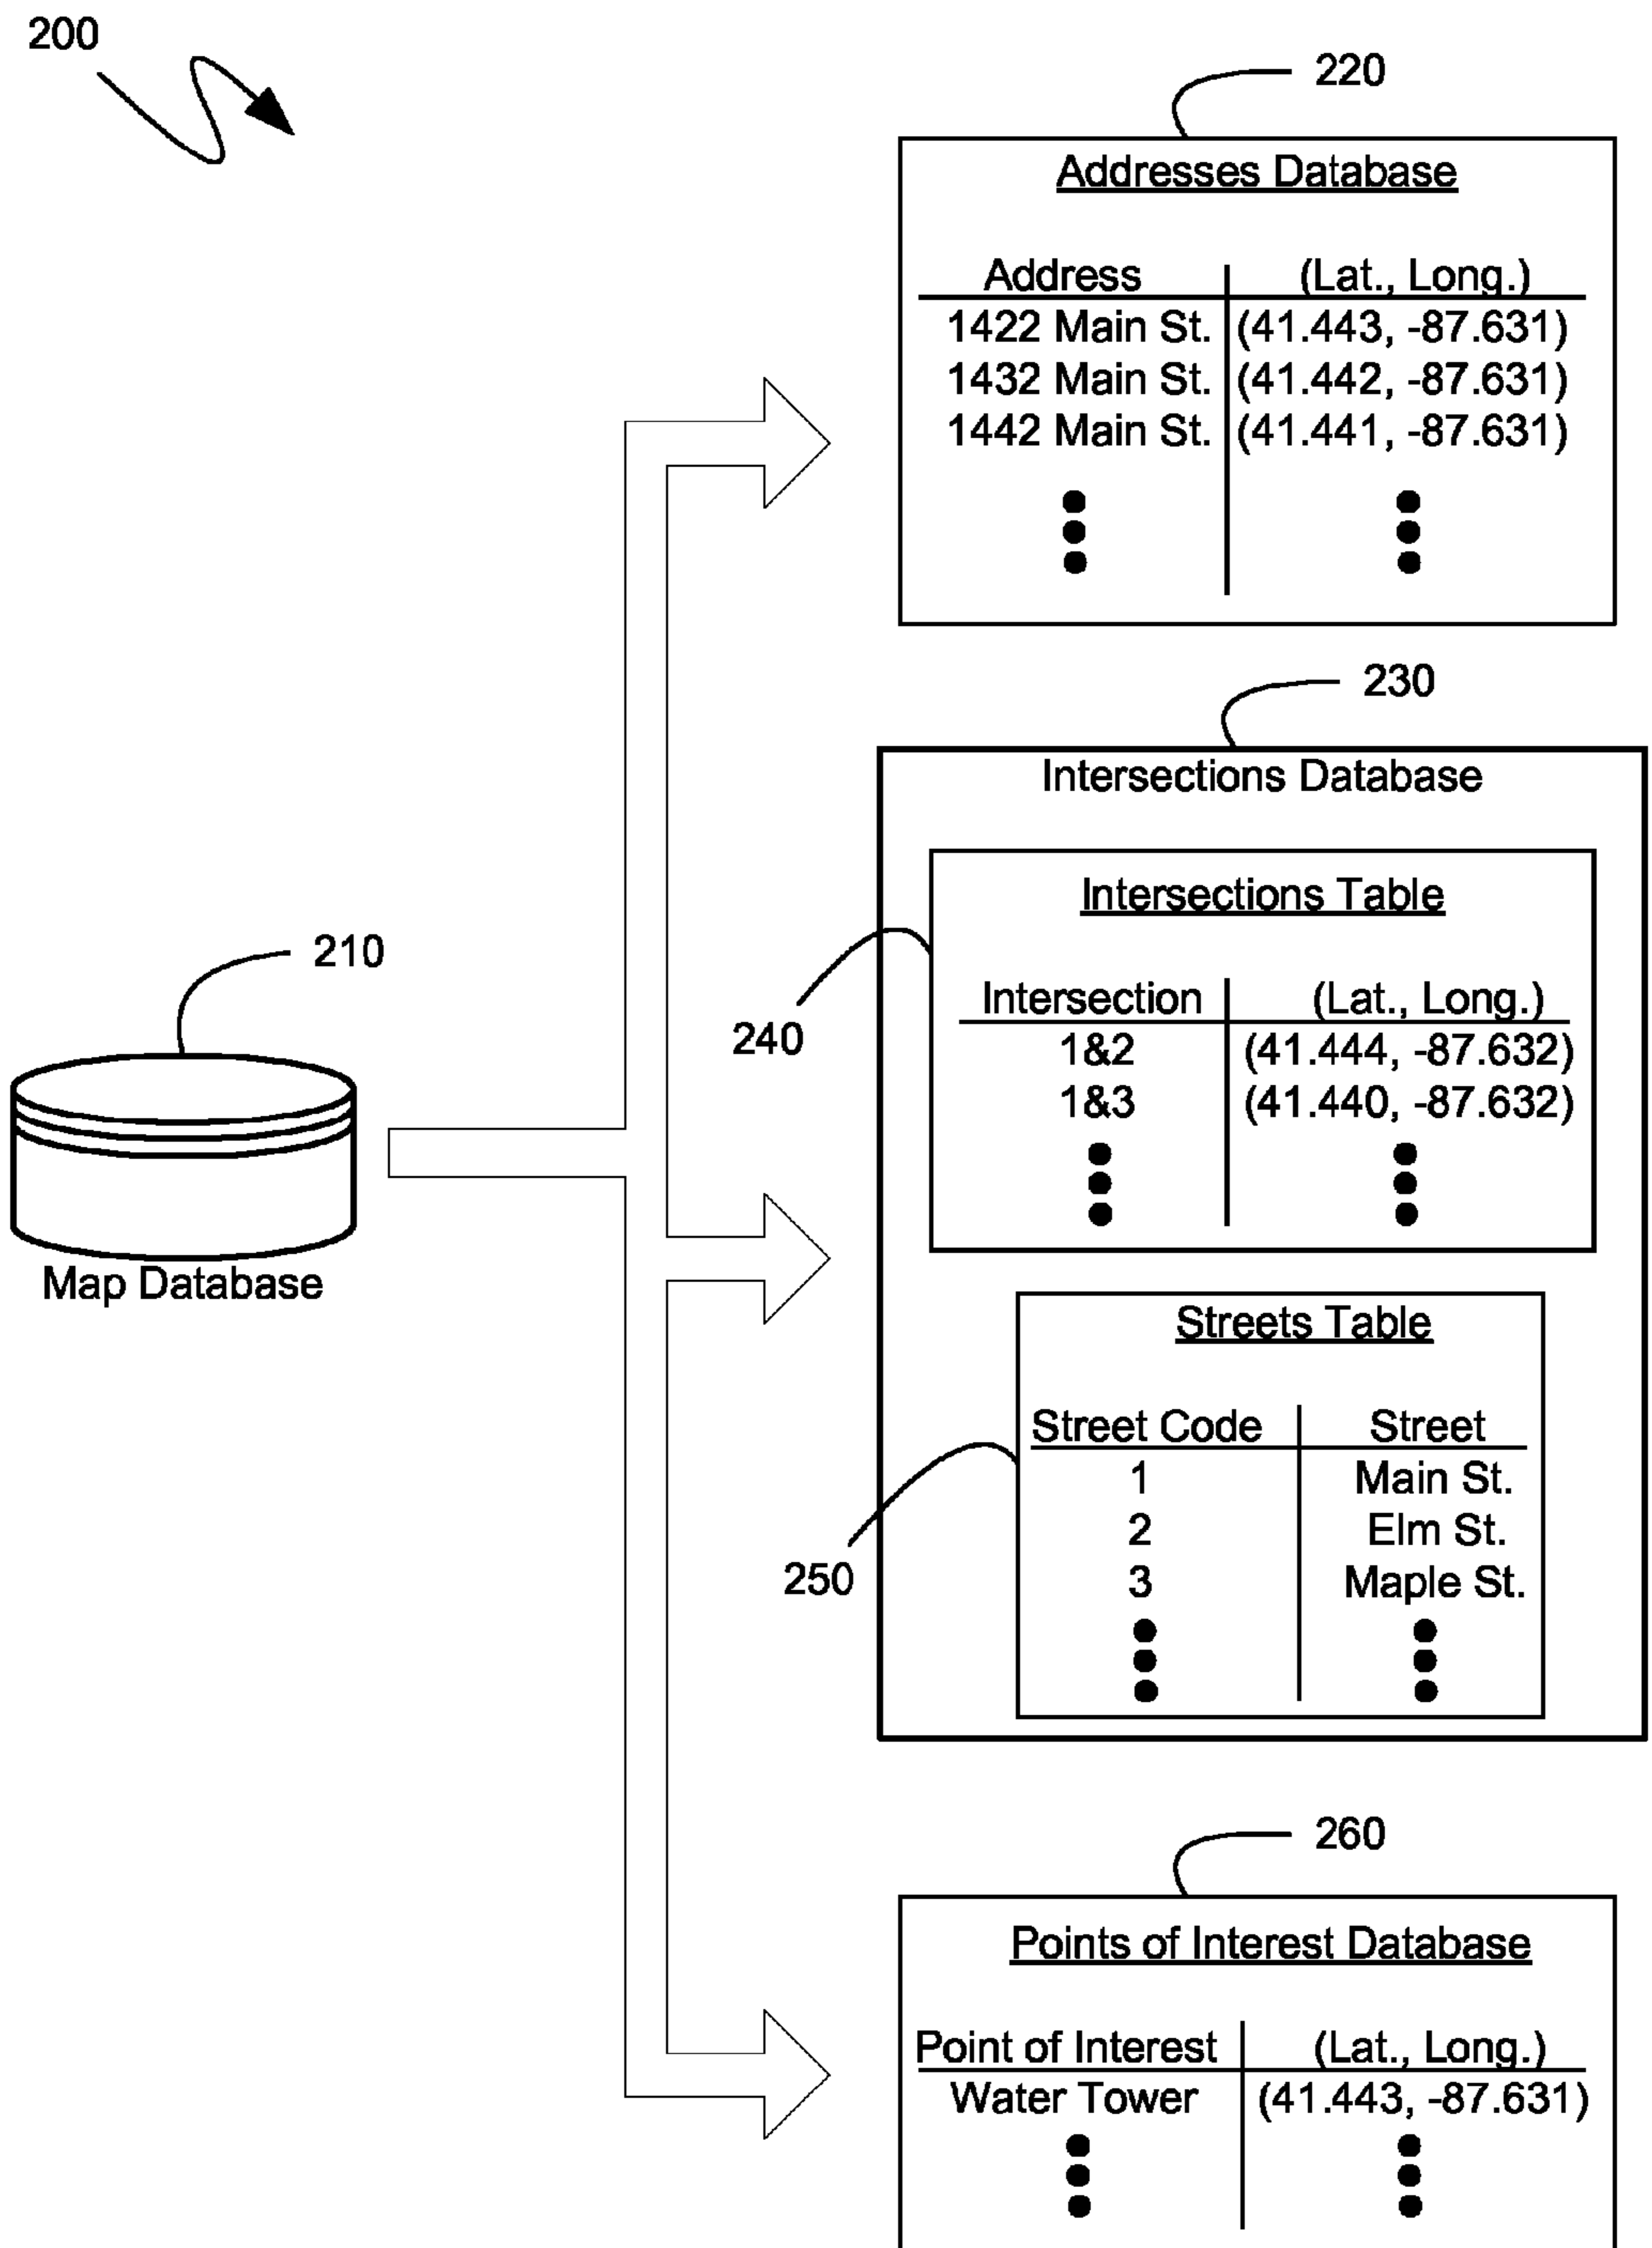 200
220
Addresses Database
Address (Lat., Long.)
1422 Main St. (41.443, -87.631)
1432 Main St. (41.442, -87.631)
1442 Main St. (41.441, -87.631)
230
Intersections Database
Intersections Table
210
240
Intersection (Lat., Long.)
1&2 (41.444, -87.632)
1&3 (41.440, -87.632)
Map Database
Streets Table
250
Street Code Street
1 Main St.
2 Elm St.
3 Maple St.
260
Points of Interest Database
Point of Interest (Lat., Long.)
Water Tower (41.443, -87.631)